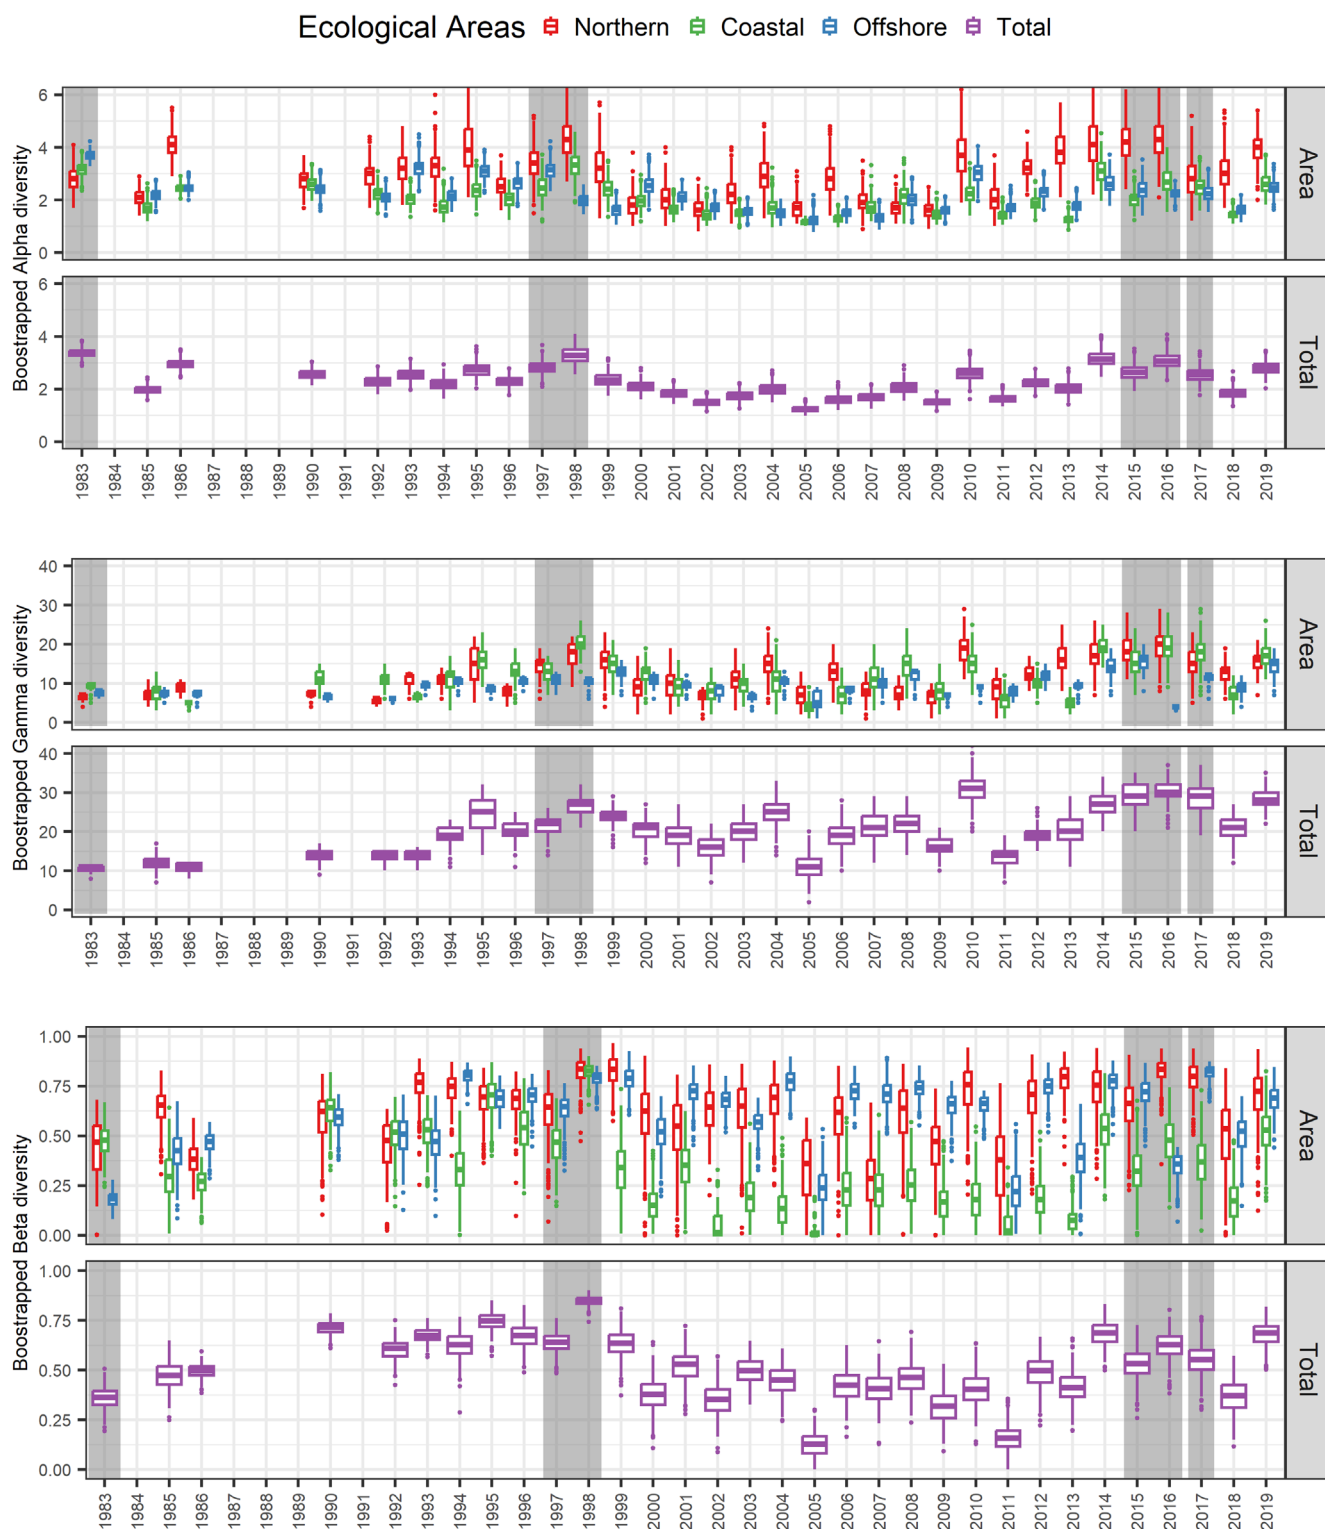 Ecological Areas Northern Coastal Offshore Total
Boostrapped Alpha diversity
6
4
2
0
Area
6
4
2
0
Total
1983 1984 1985 1986 1987 1988 1989 1990 1991 1992 1993 1994 1995 1996 1997 1998 1999 2000 2001 2002 2003 2004 2005 2006 2007 2008 2009 2010 2011 2012 2013 2014 2015 2016 2017 2018 2019
Boostrapped Gamma diversity
40
30
20
10
0
Area
40
30
20
10
0
Total
1983 1984 1985 1986 1987 1988 1989 1990 1991 1992 1993 1994 1995 1996 1997 1998 1999 2000 2001 2002 2003 2004 2005 2006 2007 2008 2009 2010 2011 2012 2013 2014 2015 2016 2017 2018 2019
Boostrapped Beta diversity
1.00
0.75
0.50
0.25
0.00
Area
1.00
0.75
0.50
0.25
0.00
Total
1983 1984 1985 1986 1987 1988 1989 1990 1991 1992 1993 1994 1995 1996 1997 1998 1999 2000 2001 2002 2003 2004 2005 2006 2007 2008 2009 2010 2011 2012 2013 2014 2015 2016 2017 2018 2019